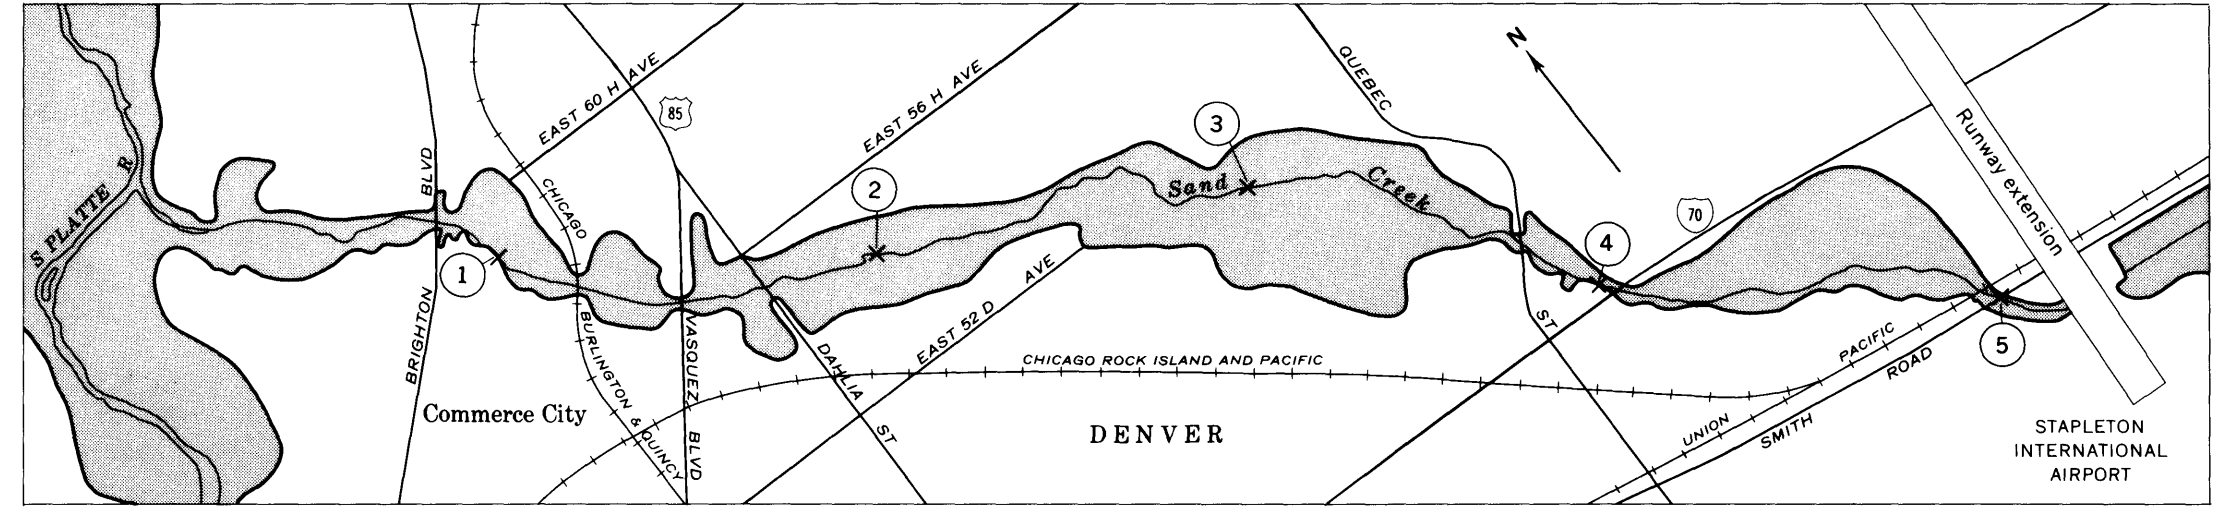 N
QUEBEC
ST
EAST 60 H AVE
85
EAST 56 H AVE
3
2
Runway extension
BLVD
BRIGHTON
S PLATTE R
CHICAGO
BURLINGTON & QUINCY
Sand Creek
70
4
1
VASQUEZ BLVD
DAHLIA ST
EAST 52 D AVE
5
CHICAGO ROCK ISLAND AND PACIFIC
UNION PACIFIC
SMITH ROAD
Commerce City
DENVER
STAPLETON
INTERNATIONAL
AIRPORT